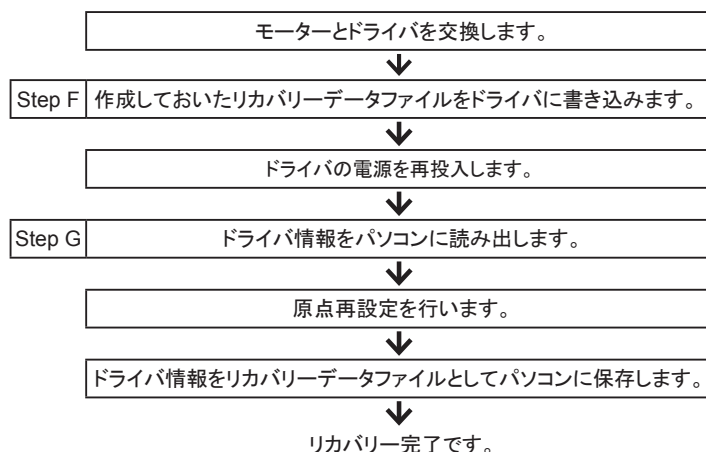 モーターとドライバを交換します。
Step F 作成しておいたリカバリーデータファイルをドライバに書き込みます。
ドライバの電源を再投入します。
Step G ドライバ情報をパソコンに読み出します。
原点再設定を行います。
ドライバ情報をリカバリーデータファイルとしてパソコンに保存します。
リカバリー完了です。